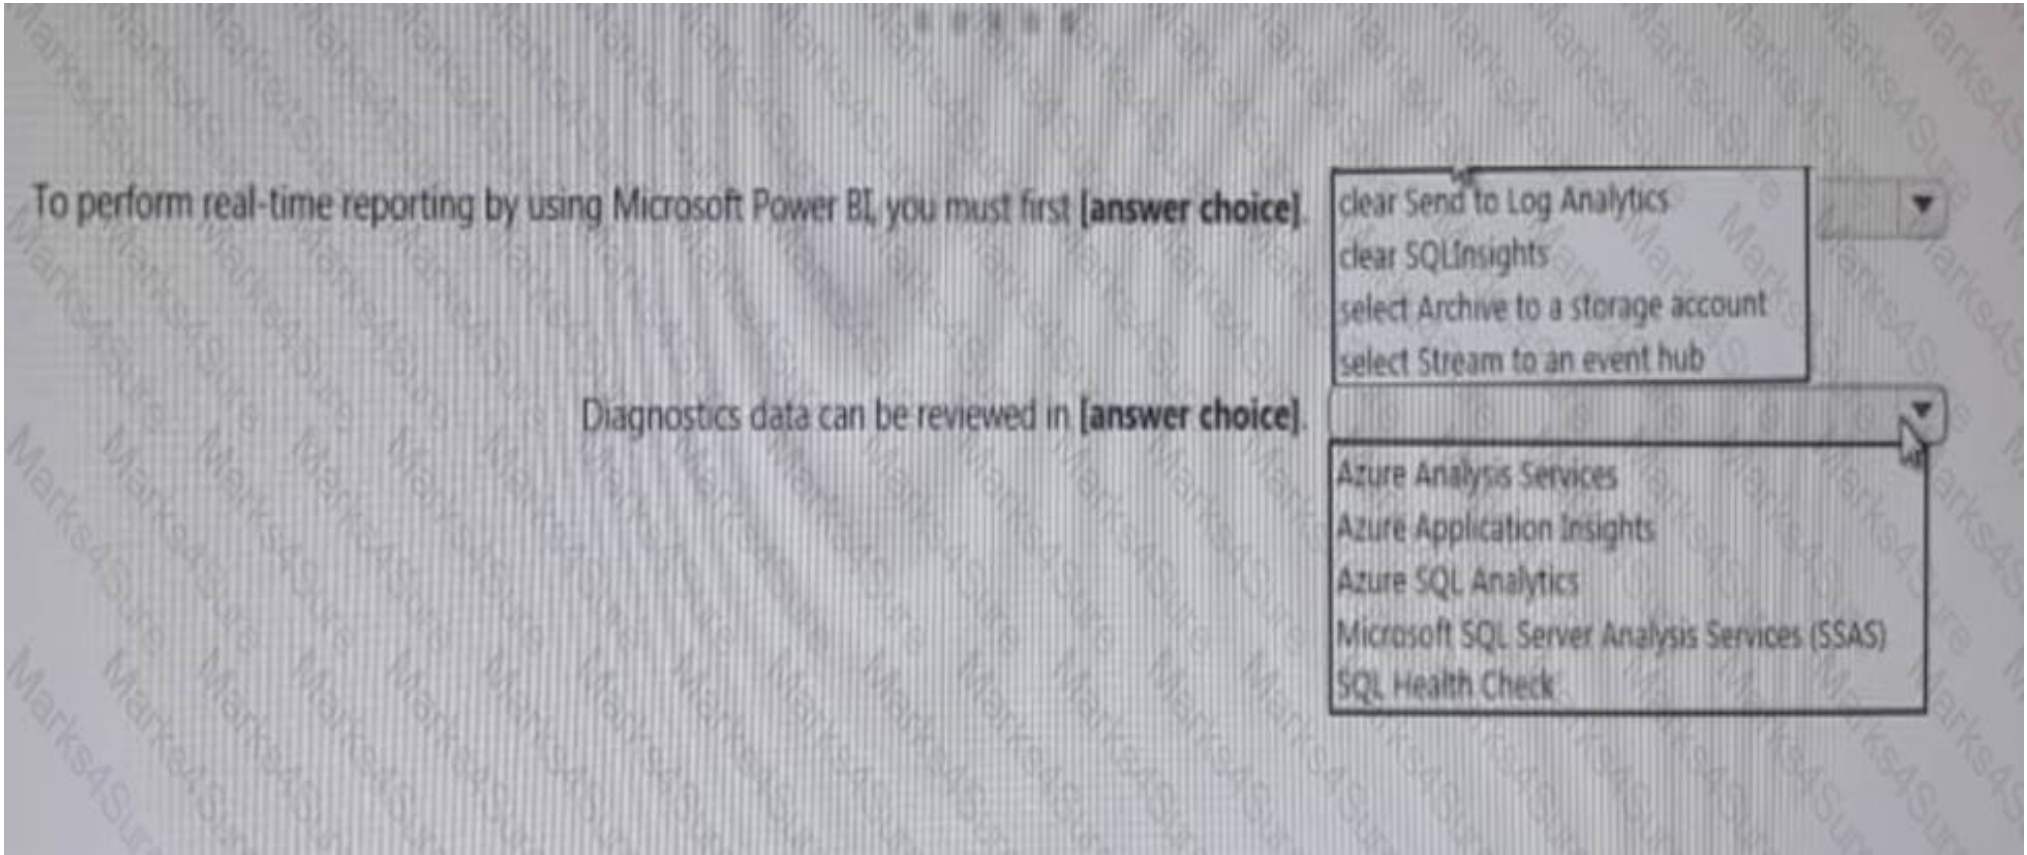 To perform real-time reporting by using Microsoft Power BI, you must first [answer choice].
clear Send to Log Analytics
clear SQLInsights
select Archive to a storage account
select Stream to an event hub
Diagnostics data can be reviewed in [answer choice].
Azure Analysis Services
Azure Application Insights
Azure SQL Analytics
Microsoft SQL Server Analysis Services (SSAS)
SQL Health Check
Marks4Sure